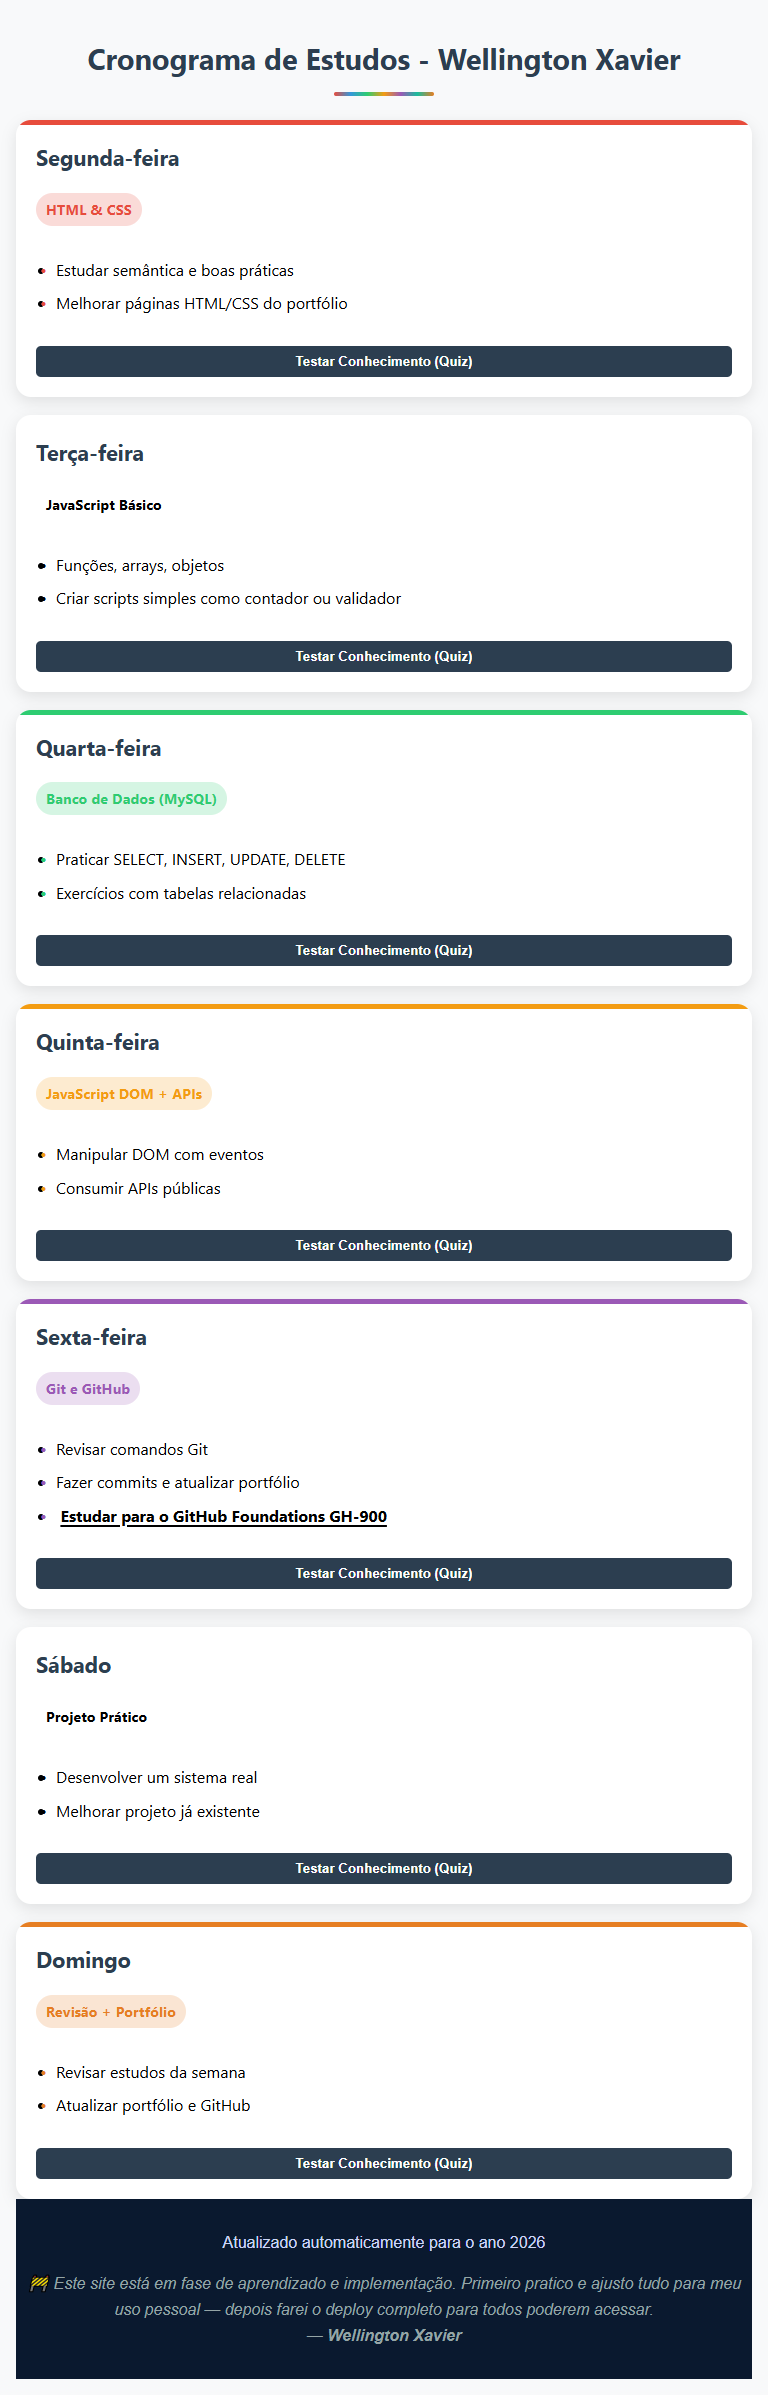 Cronograma de Estudos - Wellington Xavier
Segunda-feira
HTML & CSS
Estudar semântica e boas práticas
Melhorar páginas HTML/CSS do portfólio
Testar Conhecimento (Quiz)
Terça-feira
JavaScript Básico
Funções, arrays, objetos
Criar scripts simples como contador ou validador
Testar Conhecimento (Quiz)
Quarta-feira
Banco de Dados (MySQL)
Praticar SELECT, INSERT, UPDATE, DELETE
Exercícios com tabelas relacionadas
Testar Conhecimento (Quiz)
Quinta-feira
JavaScript DOM + APIs
Manipular DOM com eventos
Consumir APIs públicas
Testar Conhecimento (Quiz)
Sexta-feira
Git e GitHub
Revisar comandos Git
Fazer commits e atualizar portfólio
Estudar para o GitHub Foundations GH-900
Testar Conhecimento (Quiz)
Sábado
Projeto Prático
Desenvolver um sistema real
Melhorar projeto já existente
Testar Conhecimento (Quiz)
Domingo
Revisão + Portfólio
Revisar estudos da semana
Atualizar portfólio e GitHub
Testar Conhecimento (Quiz)
Atualizado automaticamente para o ano 2026
🚧 Este site está em fase de aprendizado e implementação. Primeiro pratico e ajusto tudo para meu
uso pessoal — depois farei o deploy completo para todos poderem acessar.
— Wellington Xavier